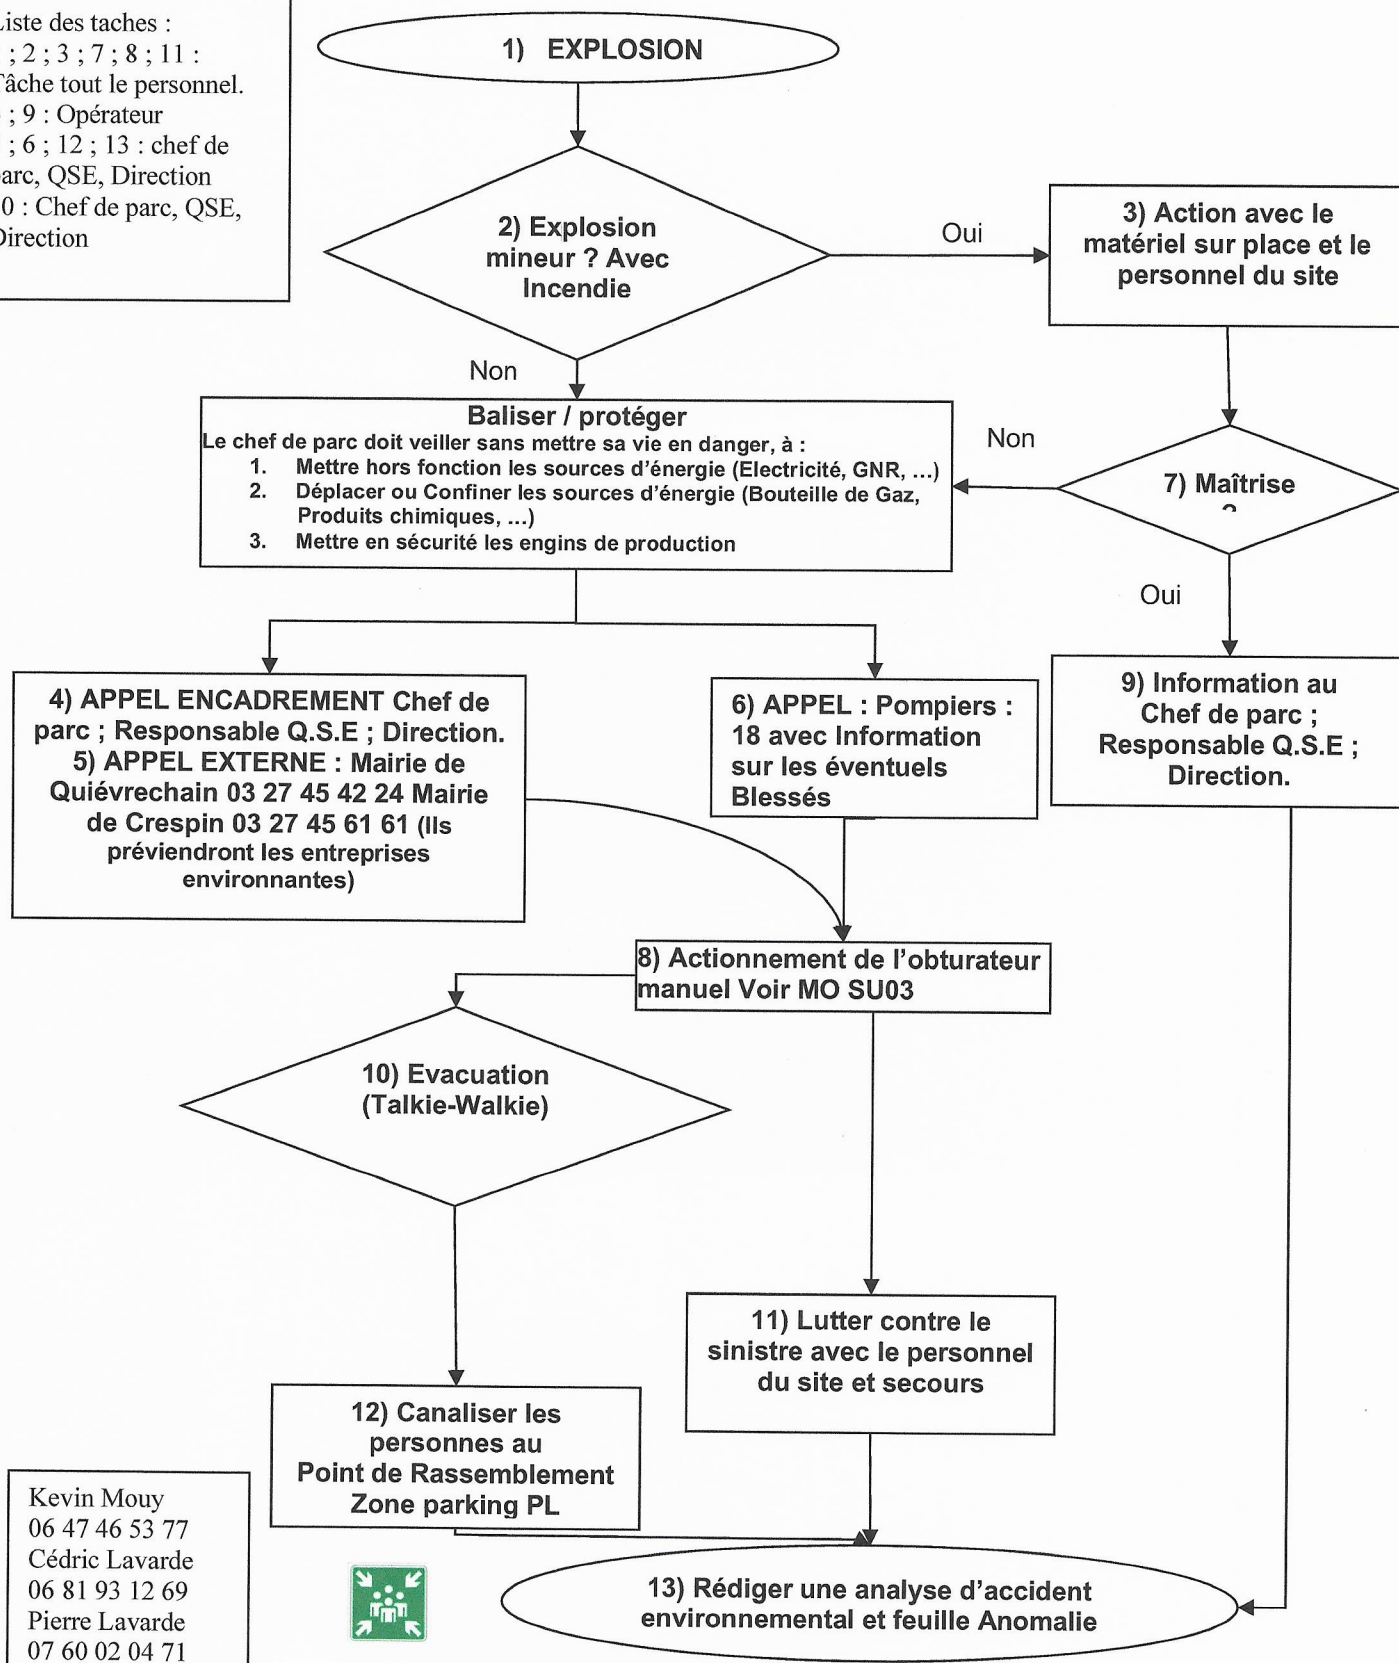 Liste des taches :
; 2 ; 3 ; 7 ; 8 ; 11 :
Tâche tout le personnel.
; 9 : Opérateur
; 6 ; 12 ; 13 : chef de
arc, QSE, Direction
0 : Chef de parc, QSE,
Direction
1) EXPLOSION
2) Explosion
mineur ? Avec
Incendie
Oui
3) Action avec le
matériel sur place et le
personnel du site
Non
Baliser / protéger
Le chef de parc doit veiller sans mettre sa vie en danger, à :
1. Mettre hors fonction les sources d'énergie (Electricité, GNR, ...)
2. Déplacer ou Confiner les sources d'énergie (Bouteille de Gaz,
Produits chimiques, ...)
3. Mettre en sécurité les engins de production
Non
7) Maîtrise
?
Oui
4) APPEL ENCADREMENT Chef de
parc ; Responsable Q.S.E ; Direction.
5) APPEL EXTERNE : Mairie de
Quiévrechain 03 27 45 42 24 Mairie
de Crespin 03 27 45 61 61 (Ils
préviendront les entreprises
environnantes)
6) APPEL : Pompiers :
18 avec Information
sur les éventuels
Blessés
9) Information au
Chef de parc ;
Responsable Q.S.E ;
Direction.
8) Actionnement de l'obturateur
manuel Voir MO SU03
10) Evacuation
(Talkie-Walkie)
11) Lutter contre le
sinistre avec le personnel
du site et secours
12) Canaliser les
personnes au
Point de Rassemblement
Zone parking PL
Kevin Mouy
06 47 46 53 77
Cédric Lavarde
06 81 93 12 69
Pierre Lavarde
07 60 02 04 71
13) Rédiger une analyse d'accident
environnemental et feuille Anomalie